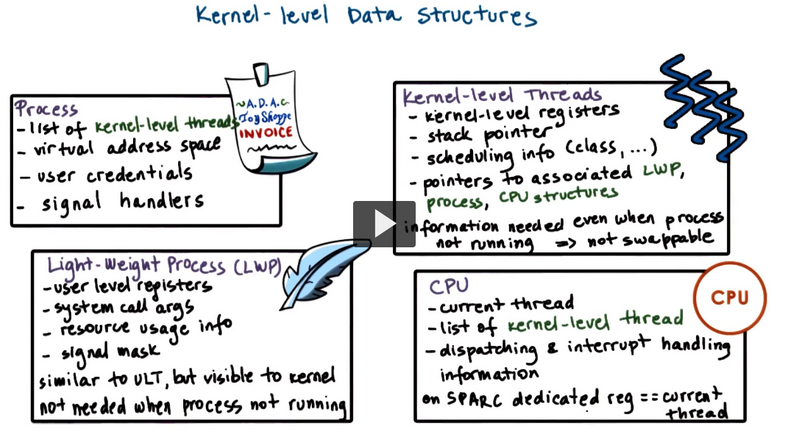 Kernel-level Data Structures
Process
- list of kernel-level threads
- virtual address space
- user credentials
- signal handlers
~A.D.A.C~
Toy Shoppe
INVOICE
Kernel-level Threads
- kernel-level registers
- stack pointer
- scheduling info (class, ...)
- pointers to associated LWP,
process, CPU structures
information needed even when process
not running => not swappable
Light-Weight Process (LWP)
- user level registers
- system call args
- resource usage info
- signal mask
similar to ULT, but visible to kernel
not needed when process not running
CPU
- current thread
- list of kernel-level thread
- dispatching & interrupt handling
information
on SPARC dedicated reg == current
thread
CPU